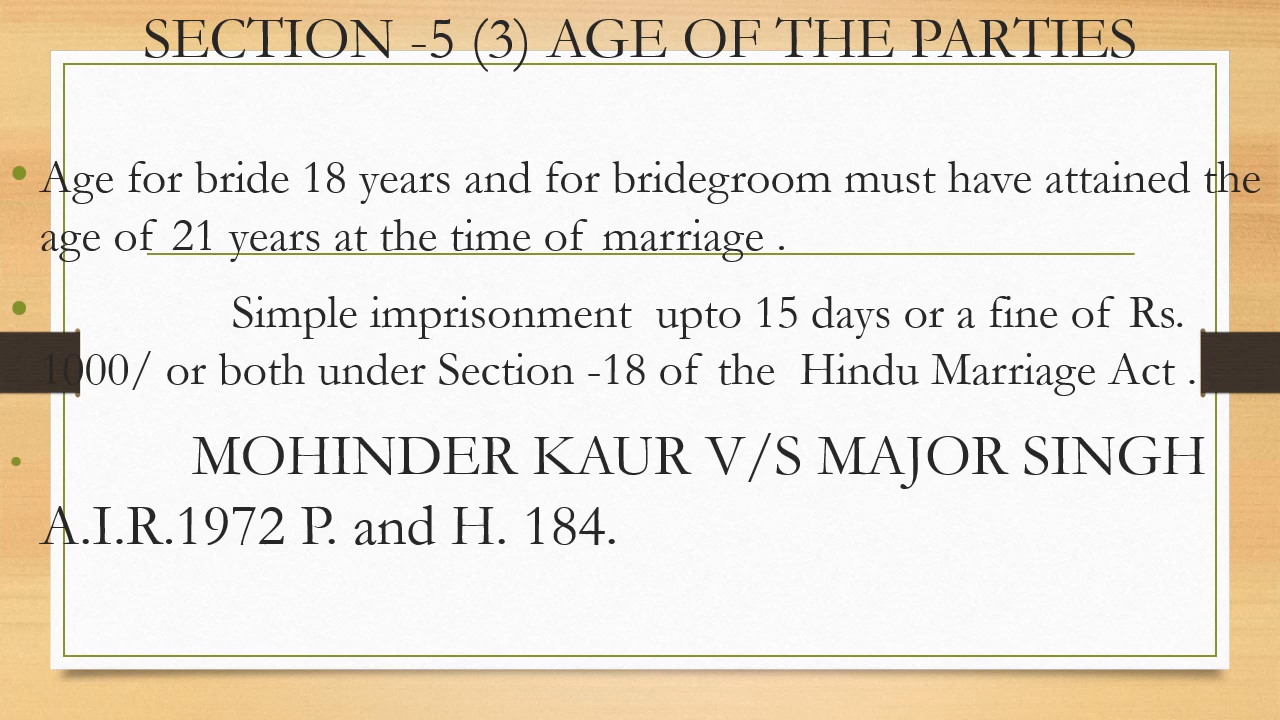 SECTION -5 (3) AGE OF THE PARTIES
• Age for bride 18 years and for bridegroom must have attained the
age of 21 years at the time of marriage .
• Simple imprisonment upto 15 days or a fine of Rs.
1000/ or both under Section -18 of the Hindu Marriage Act .
• MOHINDER KAUR V/S MAJOR SINGH
A.I.R.1972 P. and H. 184.